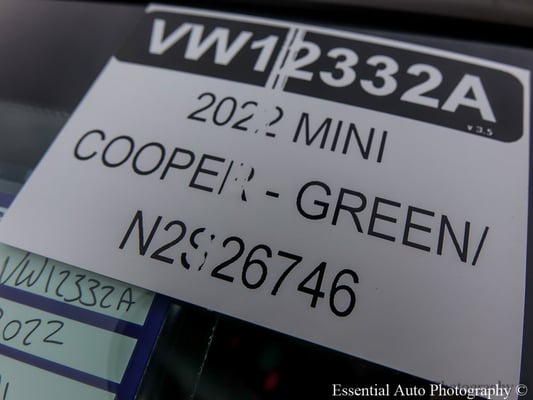 VW12332A
v 3.5
2022 MINI
COOPER - GREEN/
N2S26746
VW12332A
2022
Essential Auto Photography ©